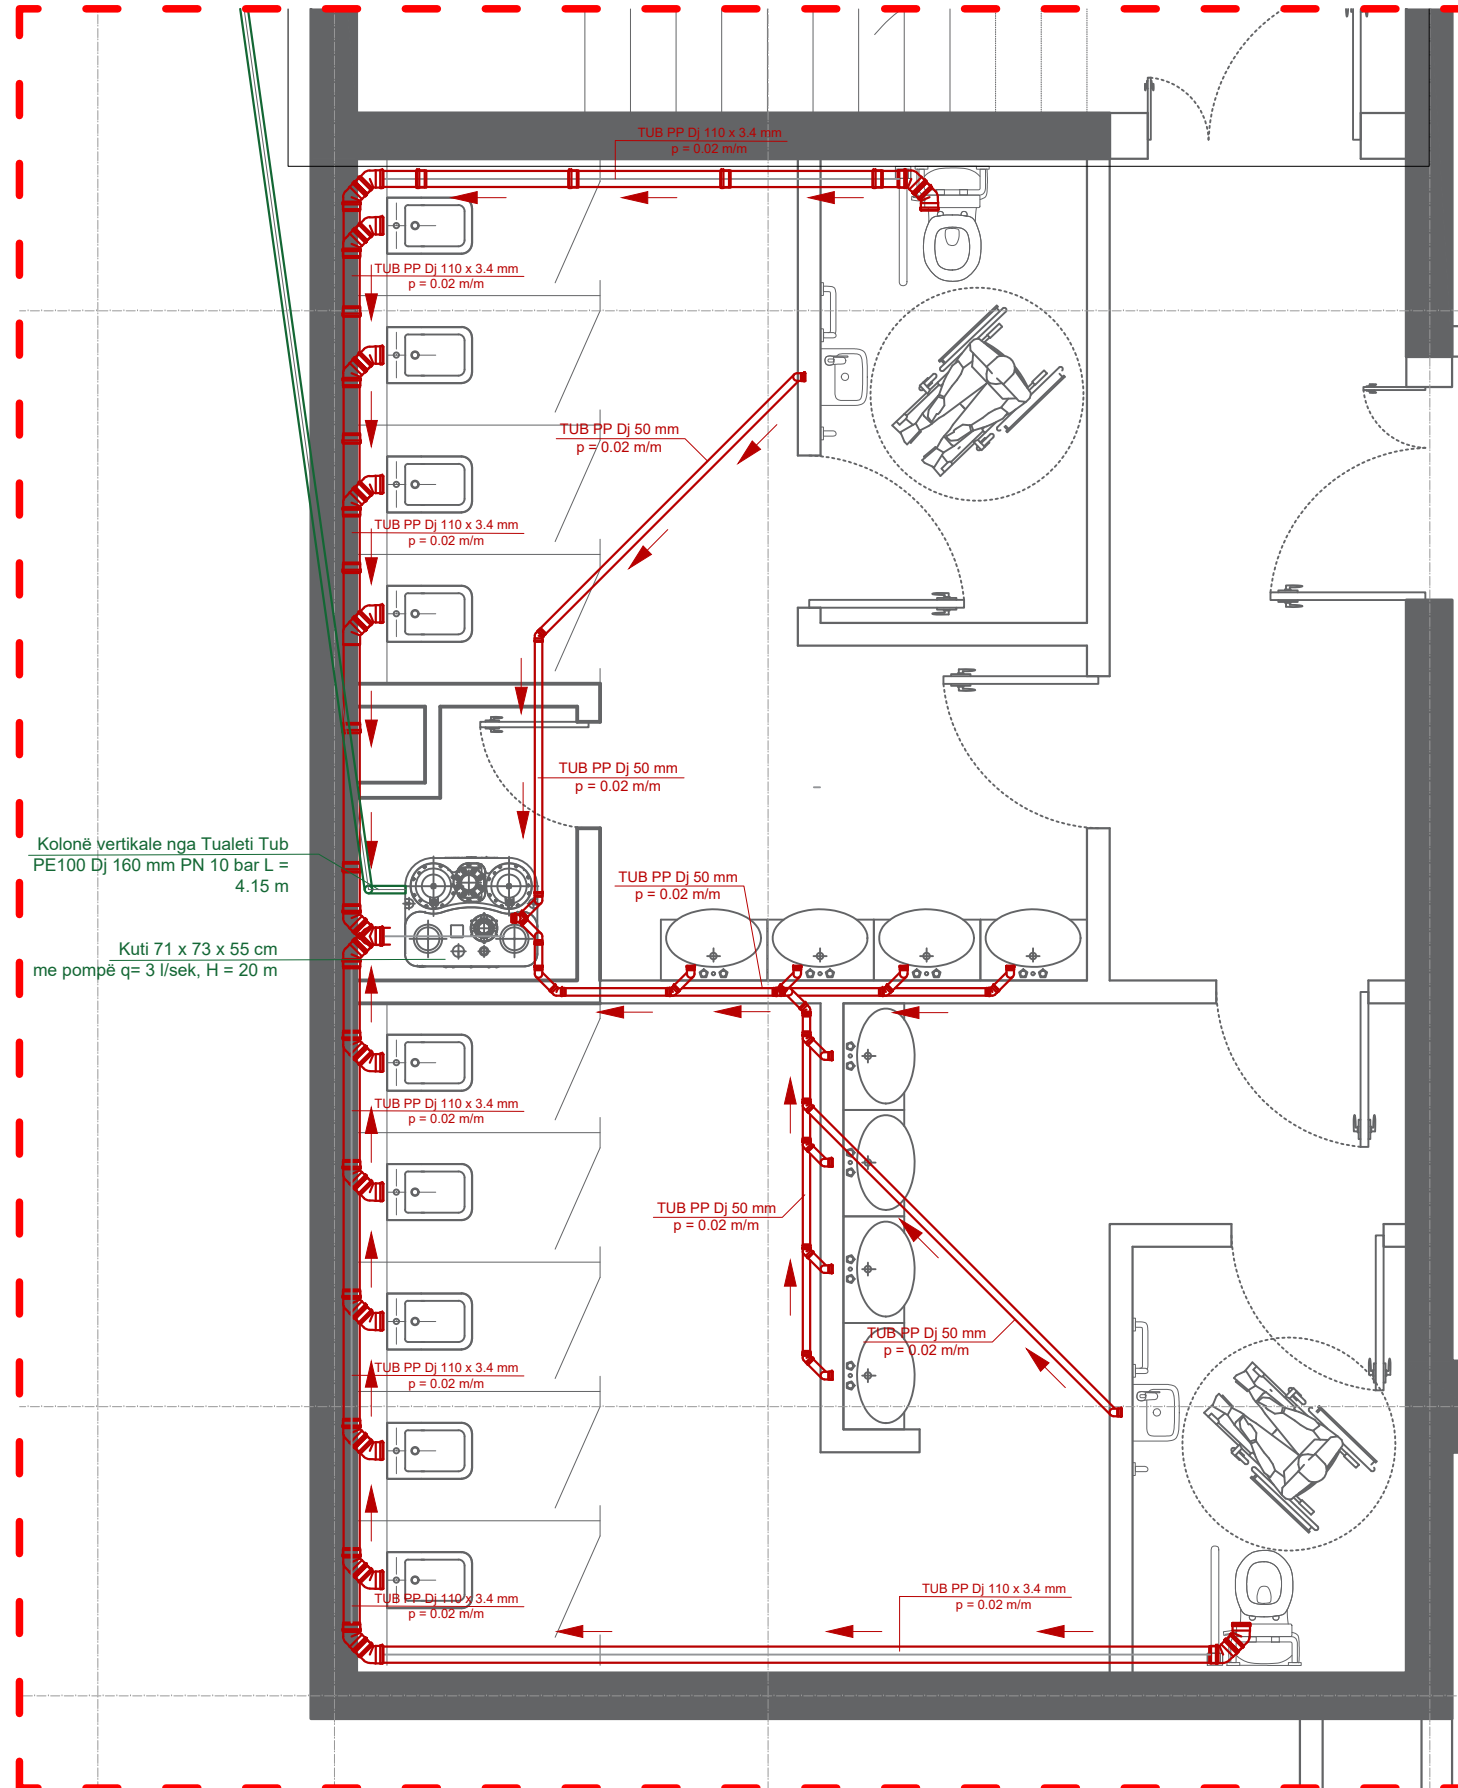 TUB PP Dj 110 x 3.4 mm
p = 0.02 m/m
TUB PP Dj 110 x 3.4 mm
p = 0.02 m/m
TUB PP Dj 50 mm
p = 0.02 m/m
TUB PP Dj 110 x 3.4 mm
p = 0.02 m/m
TUB PP Dj 50 mm
p = 0.02 m/m
Kolonë vertikale nga Tualeti Tub
PE100 Dj 160 mm PN 10 bar L =
4.15 m
TUB PP Dj 50 mm
p = 0.02 m/m
Kuti 71 x 73 x 55 cm
me pompë q= 3 l/sek, H = 20 m
TUB PP Dj 110 x 3.4 mm
p = 0.02 m/m
TUB PP Dj 50 mm
p = 0.02 m/m
TUB PP Dj 50 mm
p = 0.02 m/m
TUB PP Dj 110 x 3.4 mm
p = 0.02 m/m
TUB PP Dj 110 x 3.4 mm
p = 0.02 m/m
TUB PP Dj 110 x 3.4 mm
p = 0.02 m/m